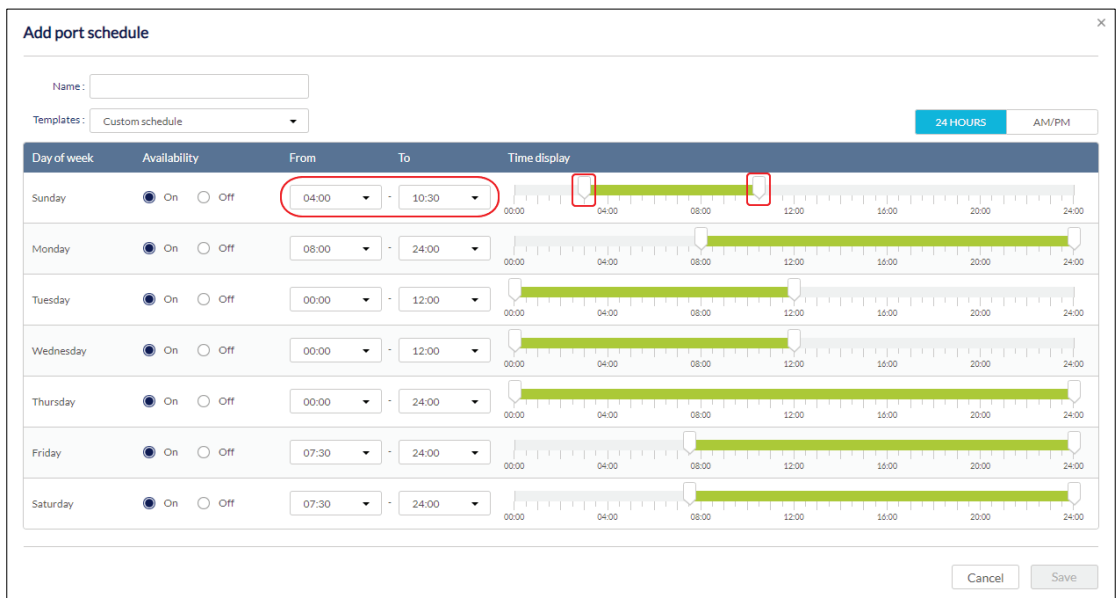 Add port schedule
×
Name :
Templates : Custom schedule
24 HOURS AM/PM
Day of week Availability From To Time display
Sunday On Off 04:00 - 10:30
00:00 04:00 08:00 12:00 16:00 20:00 24:00
Monday On Off 08:00 - 24:00
00:00 04:00 08:00 12:00 16:00 20:00 24:00
Tuesday On Off 00:00 - 12:00
00:00 04:00 08:00 12:00 16:00 20:00 24:00
Wednesday On Off 00:00 - 12:00
00:00 04:00 08:00 12:00 16:00 20:00 24:00
Thursday On Off 00:00 - 24:00
00:00 04:00 08:00 12:00 16:00 20:00 24:00
Friday On Off 07:30 - 24:00
00:00 04:00 08:00 12:00 16:00 20:00 24:00
Saturday On Off 07:30 - 24:00
00:00 04:00 08:00 12:00 16:00 20:00 24:00
Cancel Save